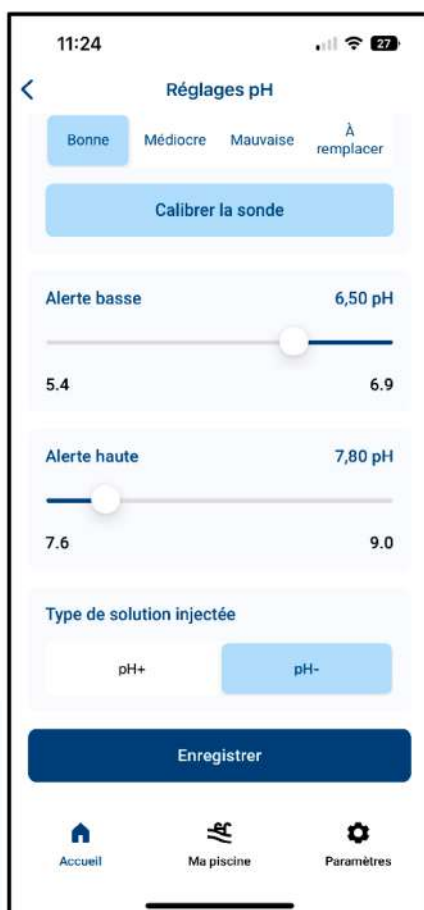 11:24
27
Réglages pH
Bonne
Médiocre
Mauvaise
À
remplacer
Calibrer la sonde
Alerte basse
6,50 pH
5.4
6.9
Alerte haute
7,80 pH
7.6
9.0
Type de solution injectée
pH+
pH-
Enregistrer
Accueil
Ma piscine
Paramètres